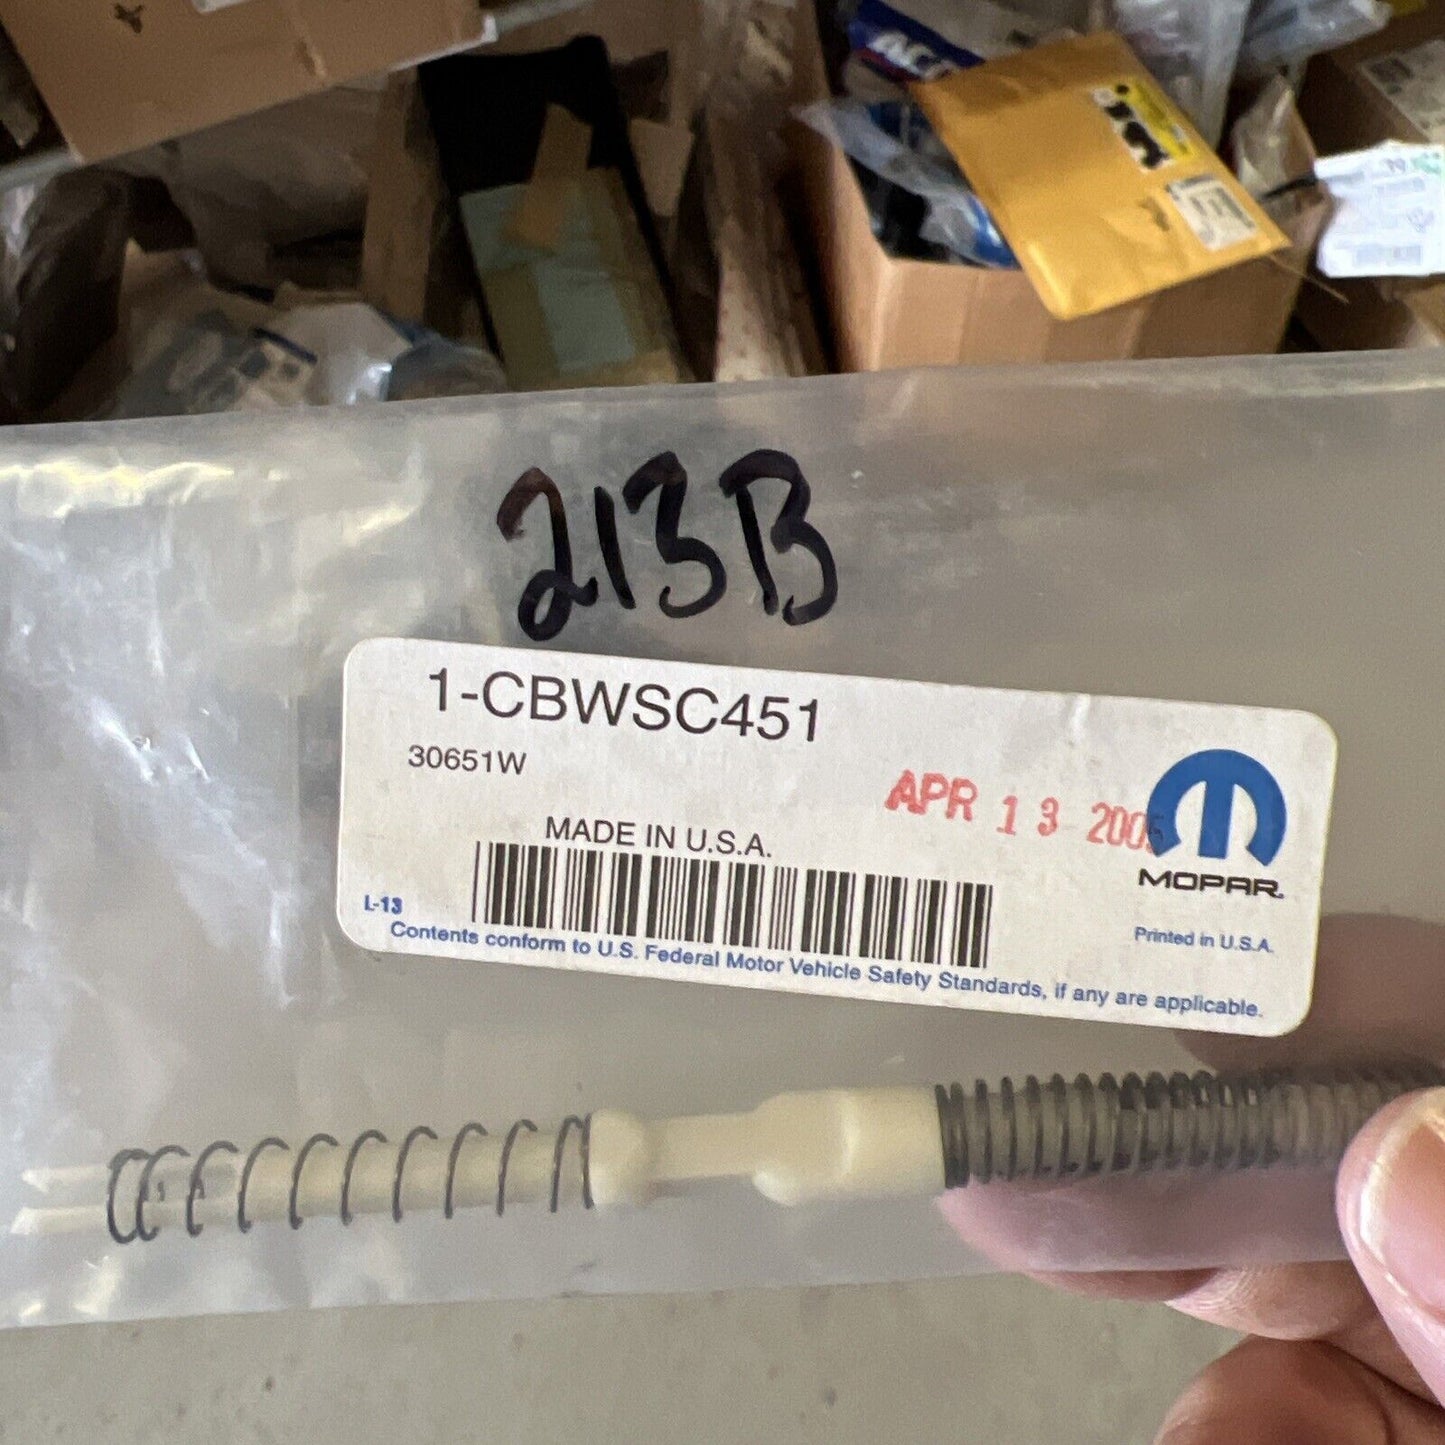 213B
1-CBWSC451
30651W
APR 13 2005
MADE IN U.S.A.
MOPAR
L-13
Printed in U.S.A.
Contents conform to U.S. Federal Motor Vehicle Safety Standards, if any are applicable.